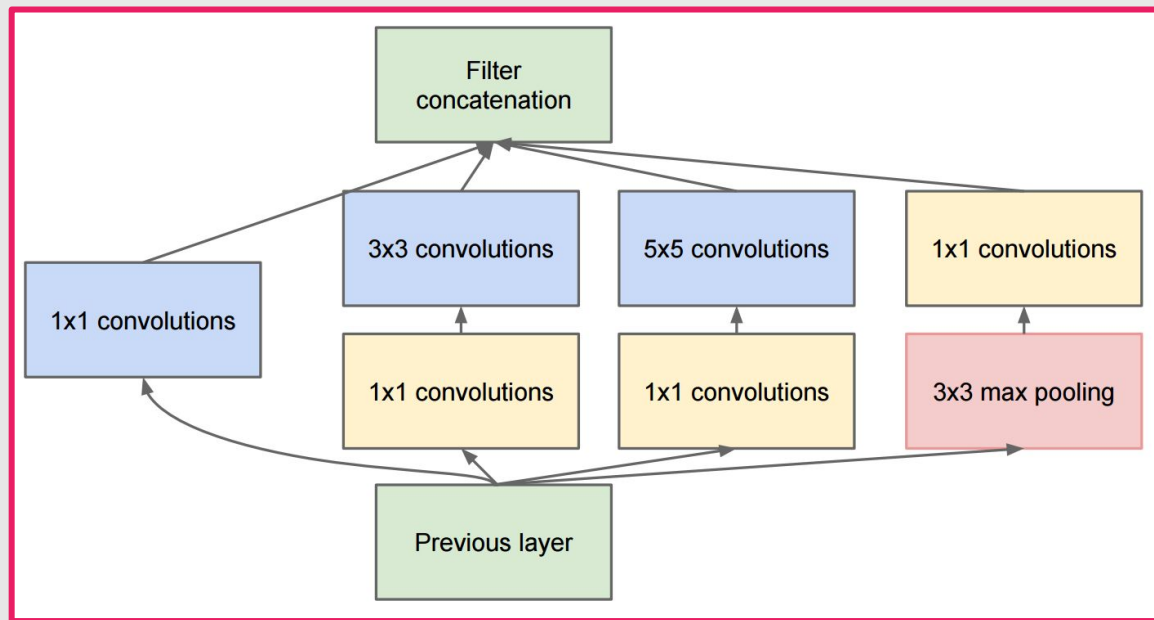 Filter
concatenation
3x3 convolutions
5x5 convolutions
1x1 convolutions
1x1 convolutions
1x1 convolutions
1x1 convolutions
3x3 max pooling
Previous layer